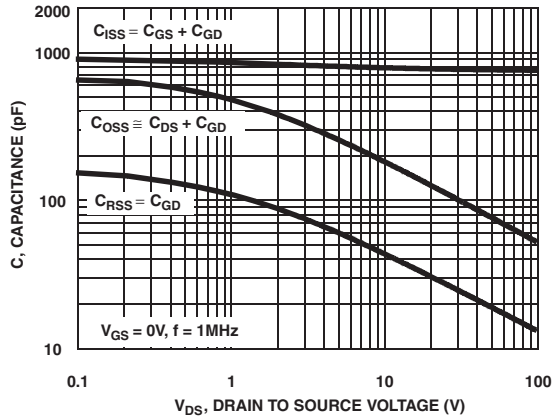 2000
1000
100
10
C, CAPACITANCE (pF)
CISS = CGS + CGD
COSS ≅ CDS + CGD
CRSS = CGD
VGS = 0V, f = 1MHz
0.1
1
10
100
VDS, DRAIN TO SOURCE VOLTAGE (V)